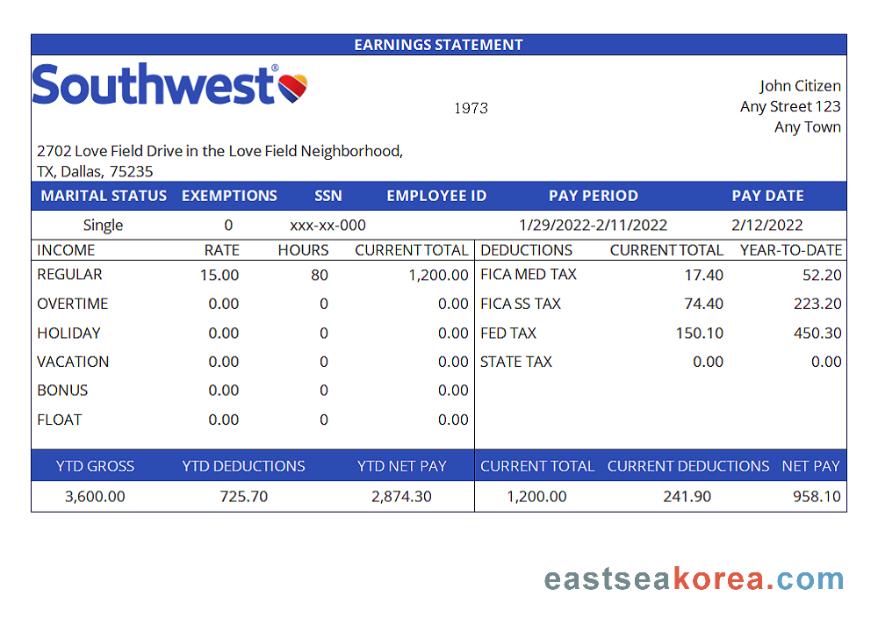 EARNINGS STATEMENT
Southwest®
1973
John Citizen
Any Street 123
Any Town
2702 Love Field Drive in the Love Field Neighborhood,
TX, Dallas, 75235
MARITAL STATUS EXEMPTIONS SSN EMPLOYEE ID PAY PERIOD PAY DATE
Single 0 xxx-xx-000 1/29/2022-2/11/2022 2/12/2022
INCOME RATE HOURS CURRENT TOTAL DEDUCTIONS CURRENT TOTAL YEAR-TO-DATE
REGULAR 15.00 80 1,200.00 FICA MED TAX 17.40 52.20
OVERTIME 0.00 0 0.00 FICA SS TAX 74.40 223.20
HOLIDAY 0.00 0 0.00 FED TAX 150.10 450.30
VACATION 0.00 0 0.00 STATE TAX 0.00 0.00
BONUS 0.00 0 0.00
FLOAT 0.00 0 0.00
YTD GROSS YTD DEDUCTIONS YTD NET PAY CURRENT TOTAL CURRENT DEDUCTIONS NET PAY
3,600.00 725.70 2,874.30 1,200.00 241.90 958.10
eastseakorea.com